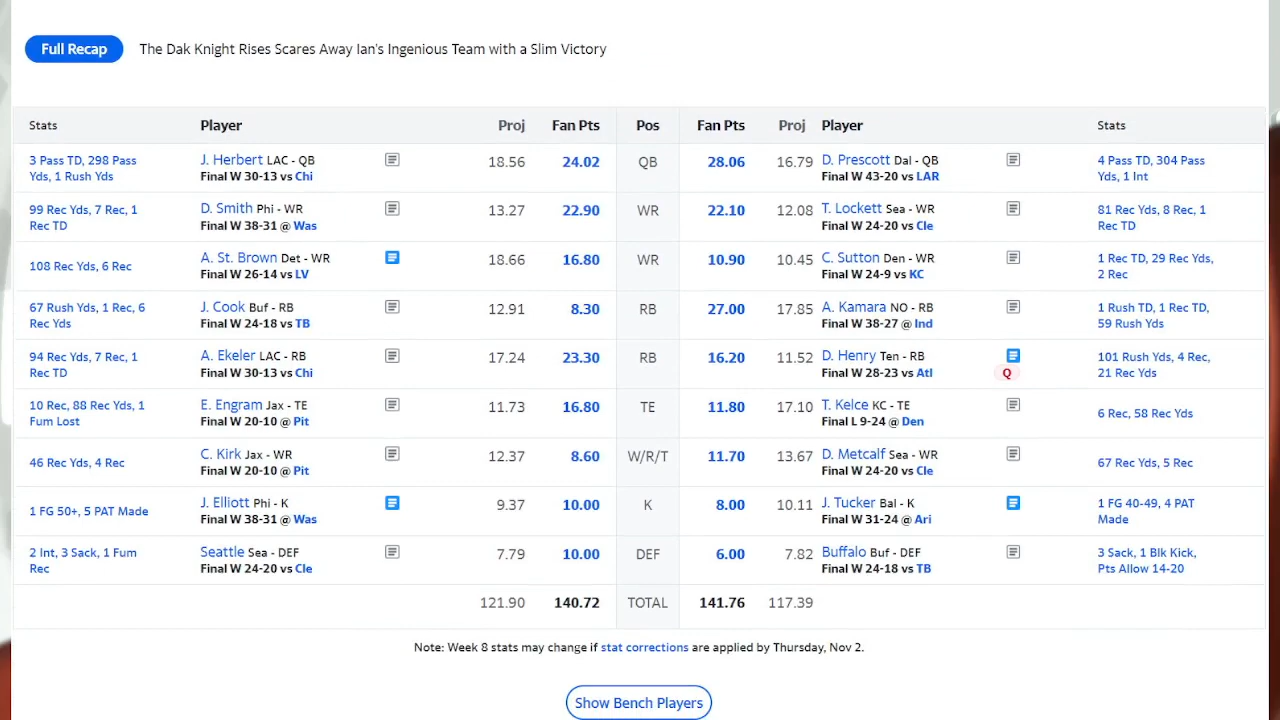 Full Recap The Dak Knight Rises Scares Away Ian's Ingenious Team with a Slim Victory
Stats Player Proj Fan Pts Pos Fan Pts Proj Player Stats
3 Pass TD, 298 Pass J. Herbert LAC - QB 18.56 24.02 QB 28.06 16.79 D. Prescott Dal - QB 4 Pass TD, 304 Pass
Yds, 1 Rush Yds Final W 30-13 vs Chi Final W 43-20 vs LAR Yds, 1 Int
99 Rec Yds, 7 Rec, 1 D. Smith Phi - WR 13.27 22.90 WR 22.10 12.08 T. Lockett Sea - WR 81 Rec Yds, 8 Rec, 1
Rec TD Final W 38-31 @ Was Final W 24-20 vs Cle Rec TD
108 Rec Yds, 6 Rec A. St. Brown Det - WR 18.66 16.80 WR 10.90 10.45 C. Sutton Den - WR 1 Rec TD, 29 Rec Yds,
Final W 26-14 vs LV Final W 24-9 vs KC 2 Rec
67 Rush Yds, 1 Rec, 6 J. Cook Buf - RB 12.91 8.30 RB 27.00 17.85 A. Kamara NO - RB 1 Rush TD, 1 Rec TD,
Rec Yds Final W 24-18 vs TB Final W 38-27 @ Ind 59 Rush Yds
94 Rec Yds, 7 Rec, 1 A. Ekeler LAC - RB 17.24 23.30 RB 16.20 11.52 D. Henry Ten - RB 101 Rush Yds, 4 Rec,
Rec TD Final W 30-13 vs Chi Final W 28-23 vs Atl Q 21 Rec Yds
10 Rec, 88 Rec Yds, 1 E. Engram Jax - TE 11.73 16.80 TE 11.80 17.10 T. Kelce KC - TE 6 Rec, 58 Rec Yds
Fum Lost Final W 20-10 @ Pit Final L 9-24 @ Den
46 Rec Yds, 4 Rec C. Kirk Jax - WR 12.37 8.60 W/R/T 11.70 13.67 D. Metcalf Sea - WR 67 Rec Yds, 5 Rec
Final W 20-10 @ Pit Final W 24-20 vs Cle
1 FG 50+, 5 PAT Made J. Elliott Phi - K 9.37 10.00 K 8.00 10.11 J. Tucker Bal - K 1 FG 40-49, 4 PAT
Final W 38-31 @ Was Final W 31-24 @ Ari Made
2 Int, 3 Sack, 1 Fum Seattle Sea - DEF 7.79 10.00 DEF 6.00 7.82 Buffalo Buf - DEF 3 Sack, 1 Blk Kick,
Rec Final W 24-20 vs Cle Final W 24-18 vs TB Pts Allow 14-20
121.90 140.72 TOTAL 141.76 117.39
Note: Week 8 stats may change if stat corrections are applied by Thursday, Nov 2.
Show Bench Players